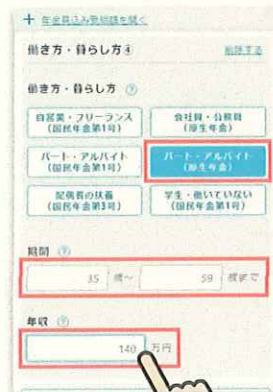 + 年金見込み受給額を開く
働き方・暮らし方④ 削除する
働き方・暮らし方 ?
自営業・フリーランス
(国民年金第1号)
会社員・公務員
(厚生年金)
パート・アルバイト
(国民年金第1号)
パート・アルバイト
(厚生年金)
配偶者の扶養
(国民年金第3号)
学生・働いていない
(国民年金第1号)
期間 ?
35 歳〜 59 歳まで
年収 ?
140 万円